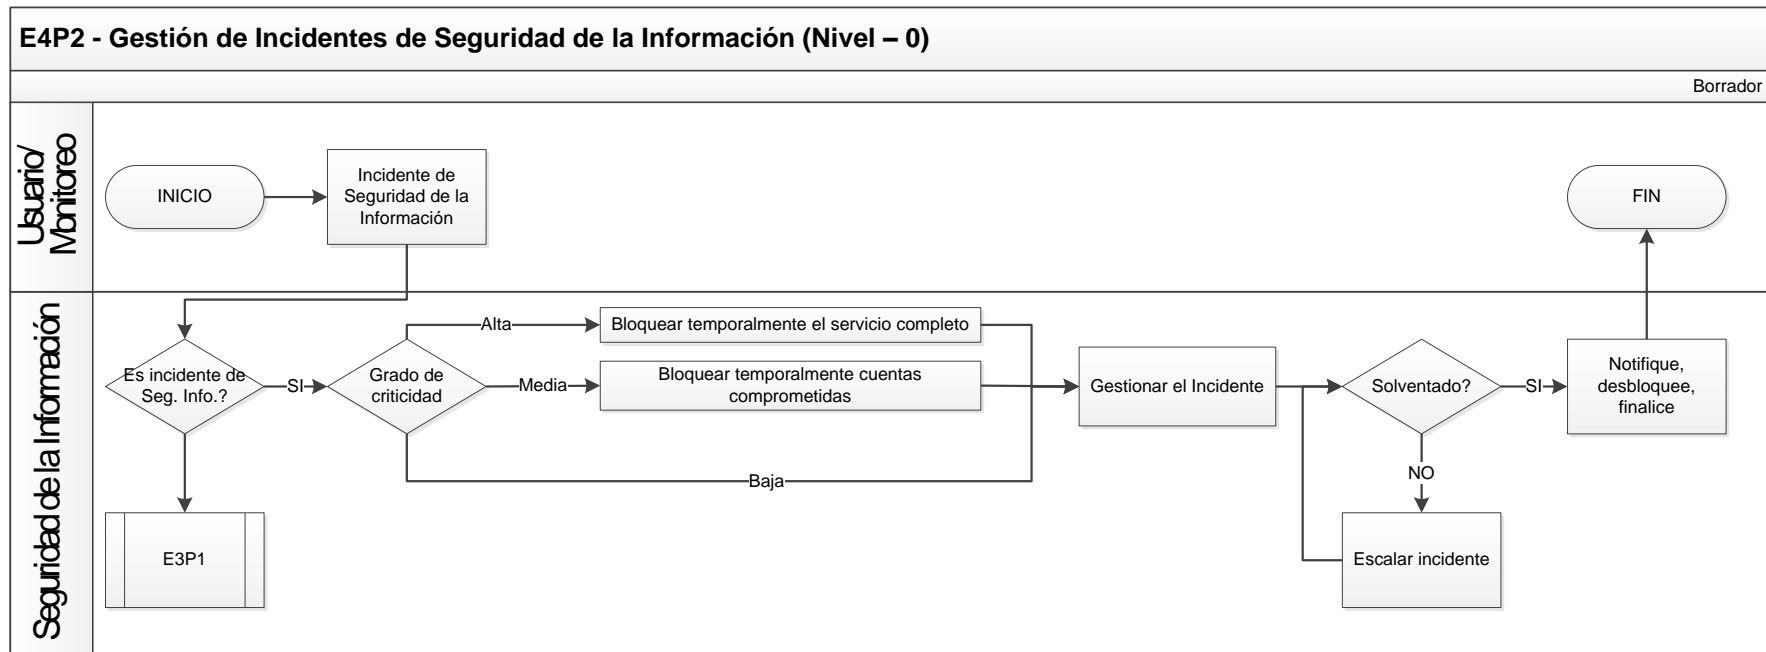 E4P2 - Gestión de Incidentes de Seguridad de la Información (Nivel – 0)
Borrador
Usuario/
Monitoreo
INICIO
Incidente de
Seguridad de la
Información
FIN
Seguridad de la Información
Es incidente de
Seg. Info.?
SI
Grado de
criticidad
Alta
Bloquear temporalmente el servicio completo
Media
Bloquear temporalmente cuentas
comprometidas
Baja
Gestionar el Incidente
Solventado?
SI
Notifique,
desbloquee,
finalice
NO
Escalar incidente
E3P1